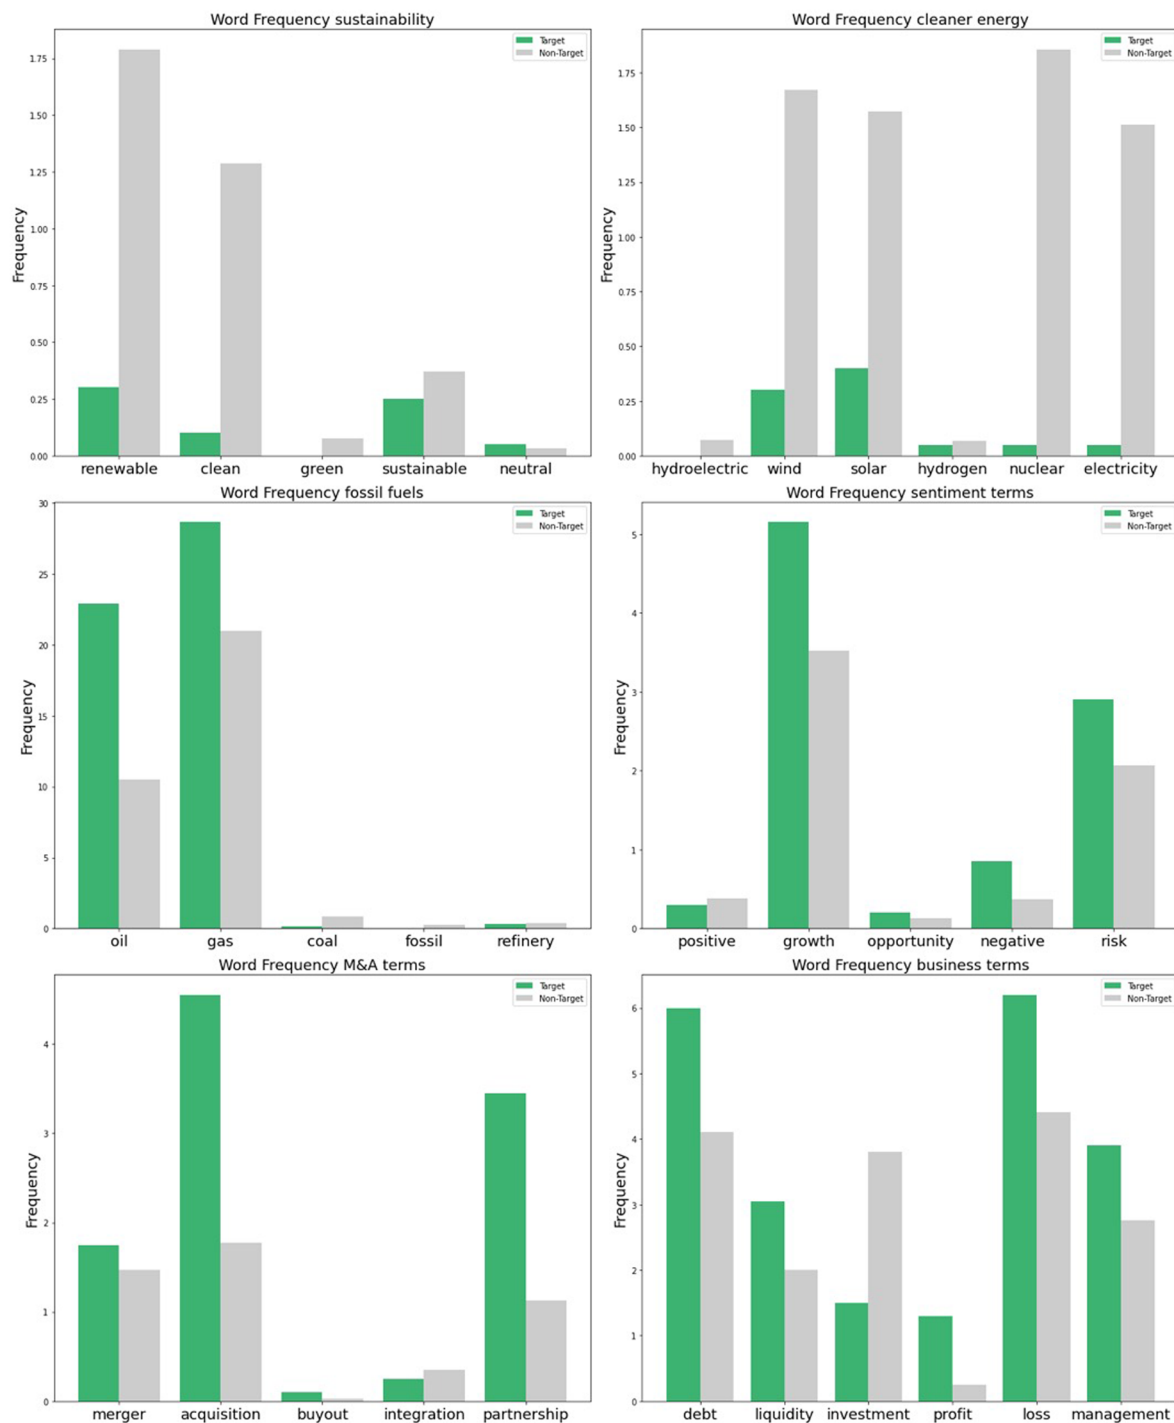 Word Frequency sustainability
Target
Non-Target
Frequency
1.75
1.50
1.25
1.00
0.75
0.50
0.25
0.00
renewable clean green sustainable neutral
Word Frequency cleaner energy
Target
Non-Target
Frequency
1.75
1.50
1.25
1.00
0.75
0.50
0.25
0.00
hydroelectric wind solar hydrogen nuclear electricity
Word Frequency fossil fuels
Target
Non-Target
Frequency
30
25
20
15
10
5
0
oil gas coal fossil refinery
Word Frequency sentiment terms
Target
Non-Target
Frequency
5
4
3
2
1
0
positive growth opportunity negative risk
Word Frequency M&A terms
Target
Non-Target
Frequency
4
3
2
1
0
merger acquisition buyout integration partnership
Word Frequency business terms
Target
Non-Target
Frequency
6
5
4
3
2
1
0
debt liquidity investment profit loss management